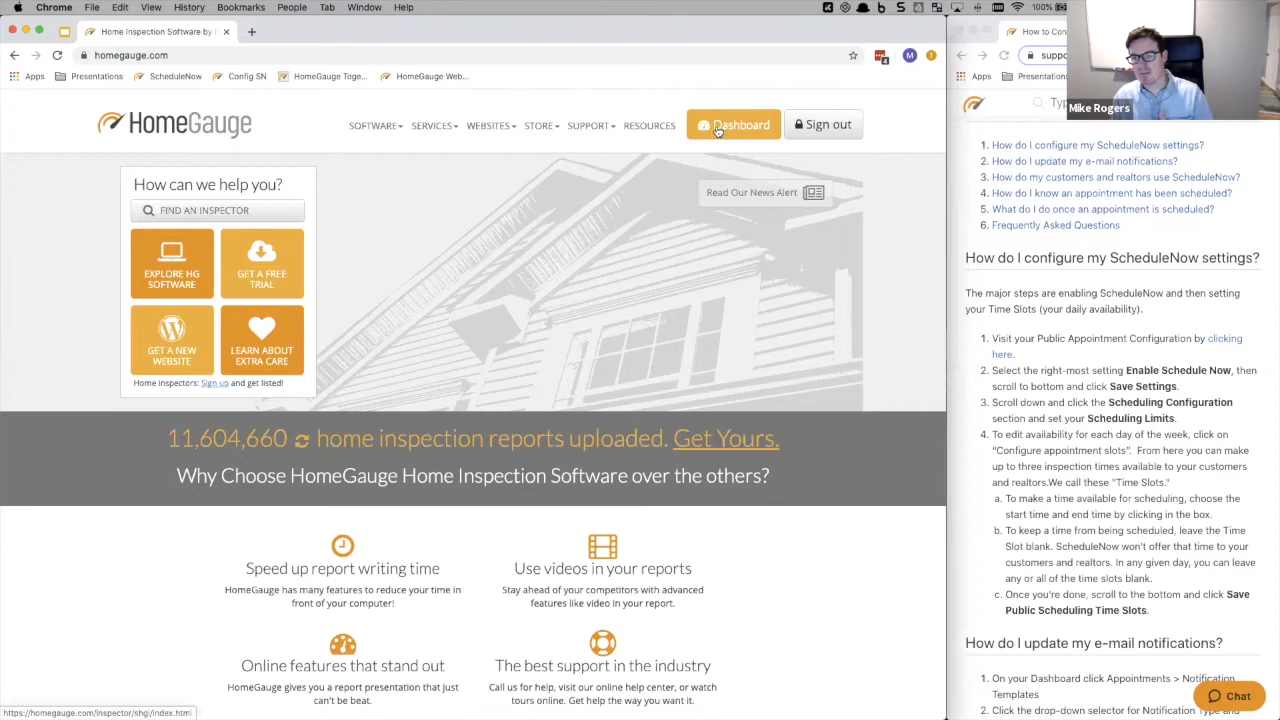 Chrome File Edit View History Bookmarks People Tab Window Help
100%
Home Inspection Software by
How to Con
homegauge.com
4
M
suppo
Apps Presentations ScheduleNow Config SN HomeGauge Toge... HomeGauge Web...
Apps Presentation
Mike Rogers
HomeGauge
SOFTWARE SERVICES WEBSITES STORE SUPPORT RESOURCES Dashboard Sign out
Typ
How can we help you?
FIND AN INSPECTOR
EXPLORE HG
SOFTWARE
GET A FREE
TRIAL
GET A NEW
WEBSITE
LEARN ABOUT
EXTRA CARE
Home inspectors: Sign up and get listed!
Read Our News Alert
11,604,660 home inspection reports uploaded. Get Yours.
Why Choose HomeGauge Home Inspection Software over the others?
Speed up report writing time
HomeGauge has many features to reduce your time in
front of your computer!
Use videos in your reports
Stay ahead of your competitors with advanced
features like video in your report.
Online features that stand out
HomeGauge gives you a report presentation that just
can't be beat.
The best support in the industry
Call us for help, visit our online help center, or watch
tours online. Get help the way you want it.
https://homegauge.com/inspector/shgi/index.html
1. How do I configure my ScheduleNow settings?
2. How do I update my e-mail notifications?
3. How do my customers and realtors use ScheduleNow?
4. How do I know an appointment has been scheduled?
5. What do I do once an appointment is scheduled?
6. Frequently Asked Questions
How do I configure my ScheduleNow settings?
The major steps are enabling ScheduleNow and then setting
your Time Slots (your daily availability).
1. Visit your Public Appointment Configuration by clicking
here.
2. Select the right-most setting Enable Schedule Now, then
scroll to bottom and click Save Settings.
3. Scroll down and click the Scheduling Configuration
section and set your Scheduling Limits.
4. To edit availability for each day of the week, click on
“Configure appointment slots”. From here you can make
up to three inspection times available to your customers
and realtors.We call these "Time Slots."
a. To make a time available for scheduling, choose the
start time and end time by clicking in the box.
b. To keep a time from being scheduled, leave the Time
Slot blank. ScheduleNow won't offer that time to your
customers and realtors. In any given day, you can leave
any or all of the time slots blank.
c. Once you're done, scroll to the bottom and click Save
Public Scheduling Time Slots.
How do I update my e-mail notifications?
1. On your Dashboard click Appointments > Notification
Templates
2. Click the drop-down selector for Notification Type and
Chat